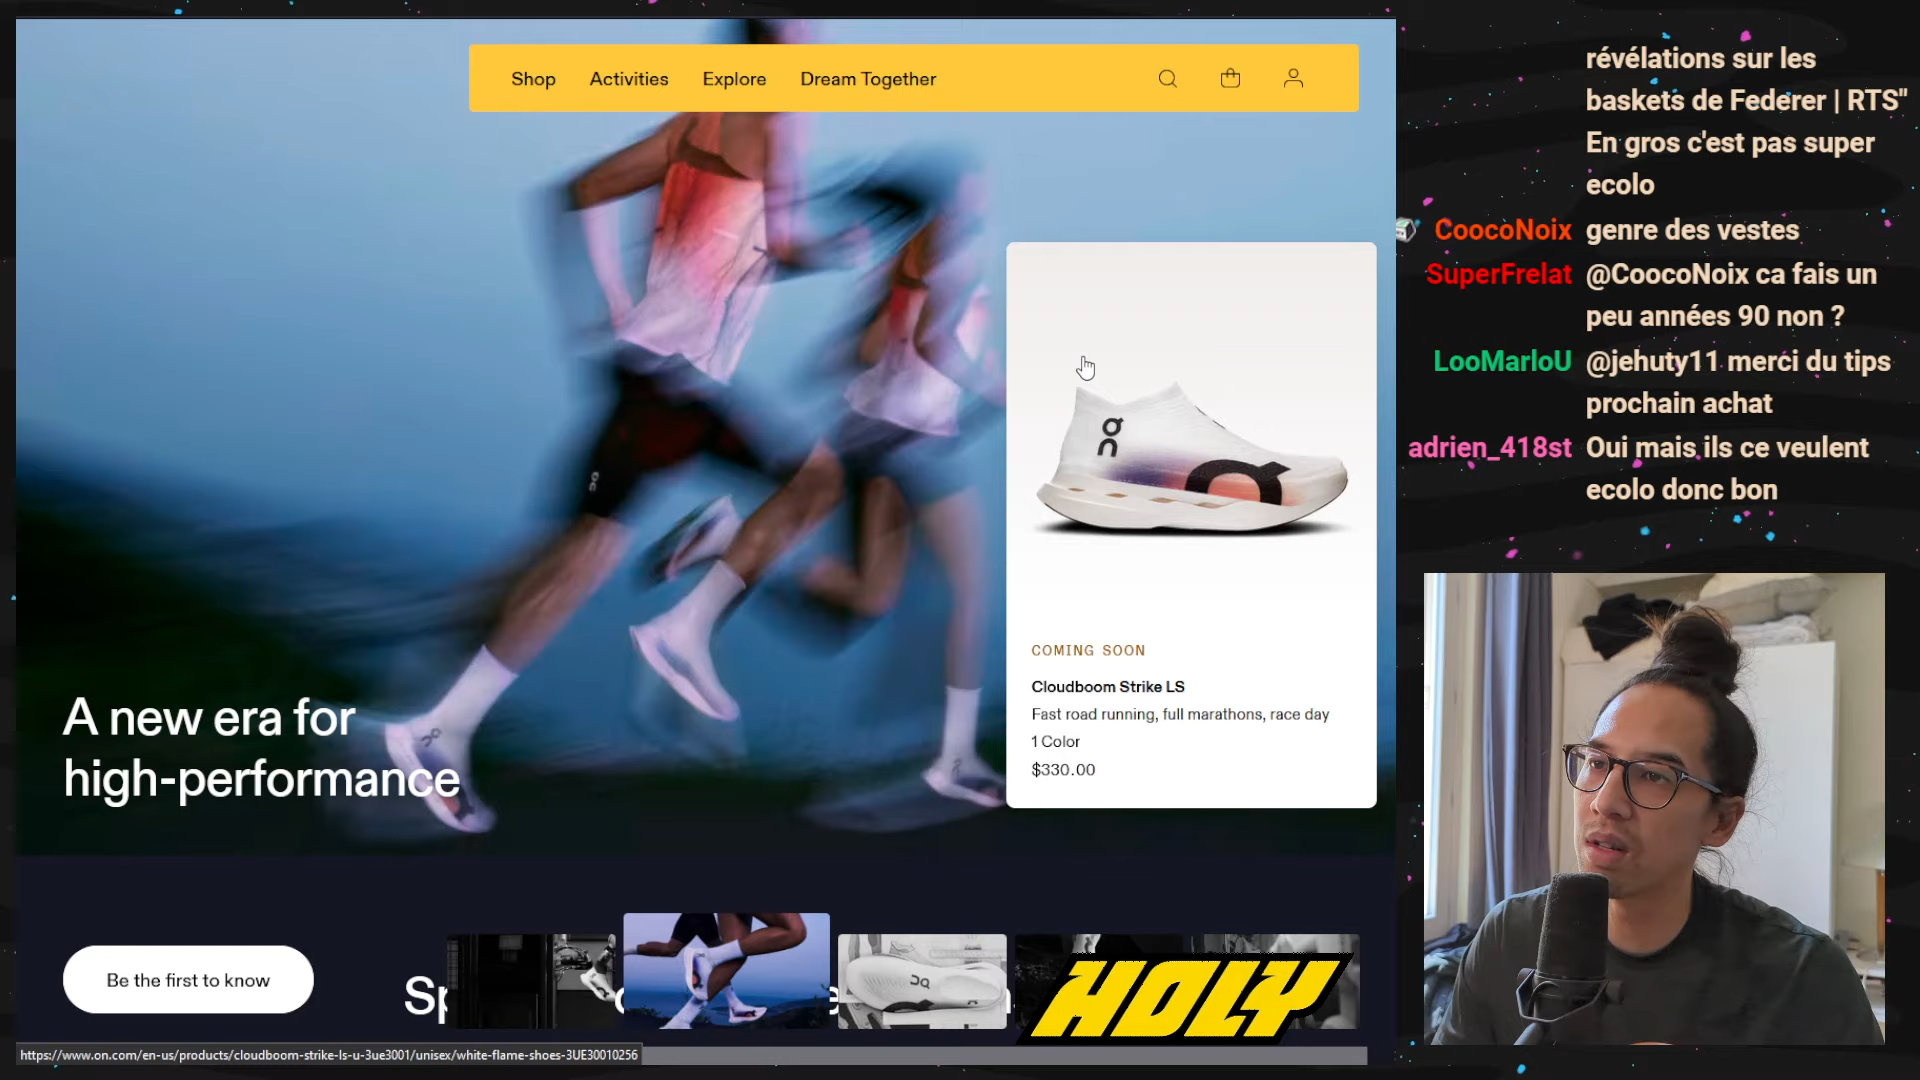 Shop Activities Explore Dream Together
COMING SOON
Cloudboom Strike LS
Fast road running, full marathons, race day
1 Color
$330.00
A new era for
high-performance
Be the first to know
Sp
HOLY
https://www.on.com/en-us/products/cloudboom-strike-ls-u-3ue3001/unisex/white-flame-shoes-3UE30010256
révélations sur les
baskets de Federer | RTS"
En gros c'est pas super
ecolo
CoocoNoix genre des vestes
SuperFrelat @CoocoNoix ca fais un
peu années 90 non ?
LooMarloU @jehuty11 merci du tips
prochain achat
adrien_418st Oui mais ils ce veulent
ecolo donc bon